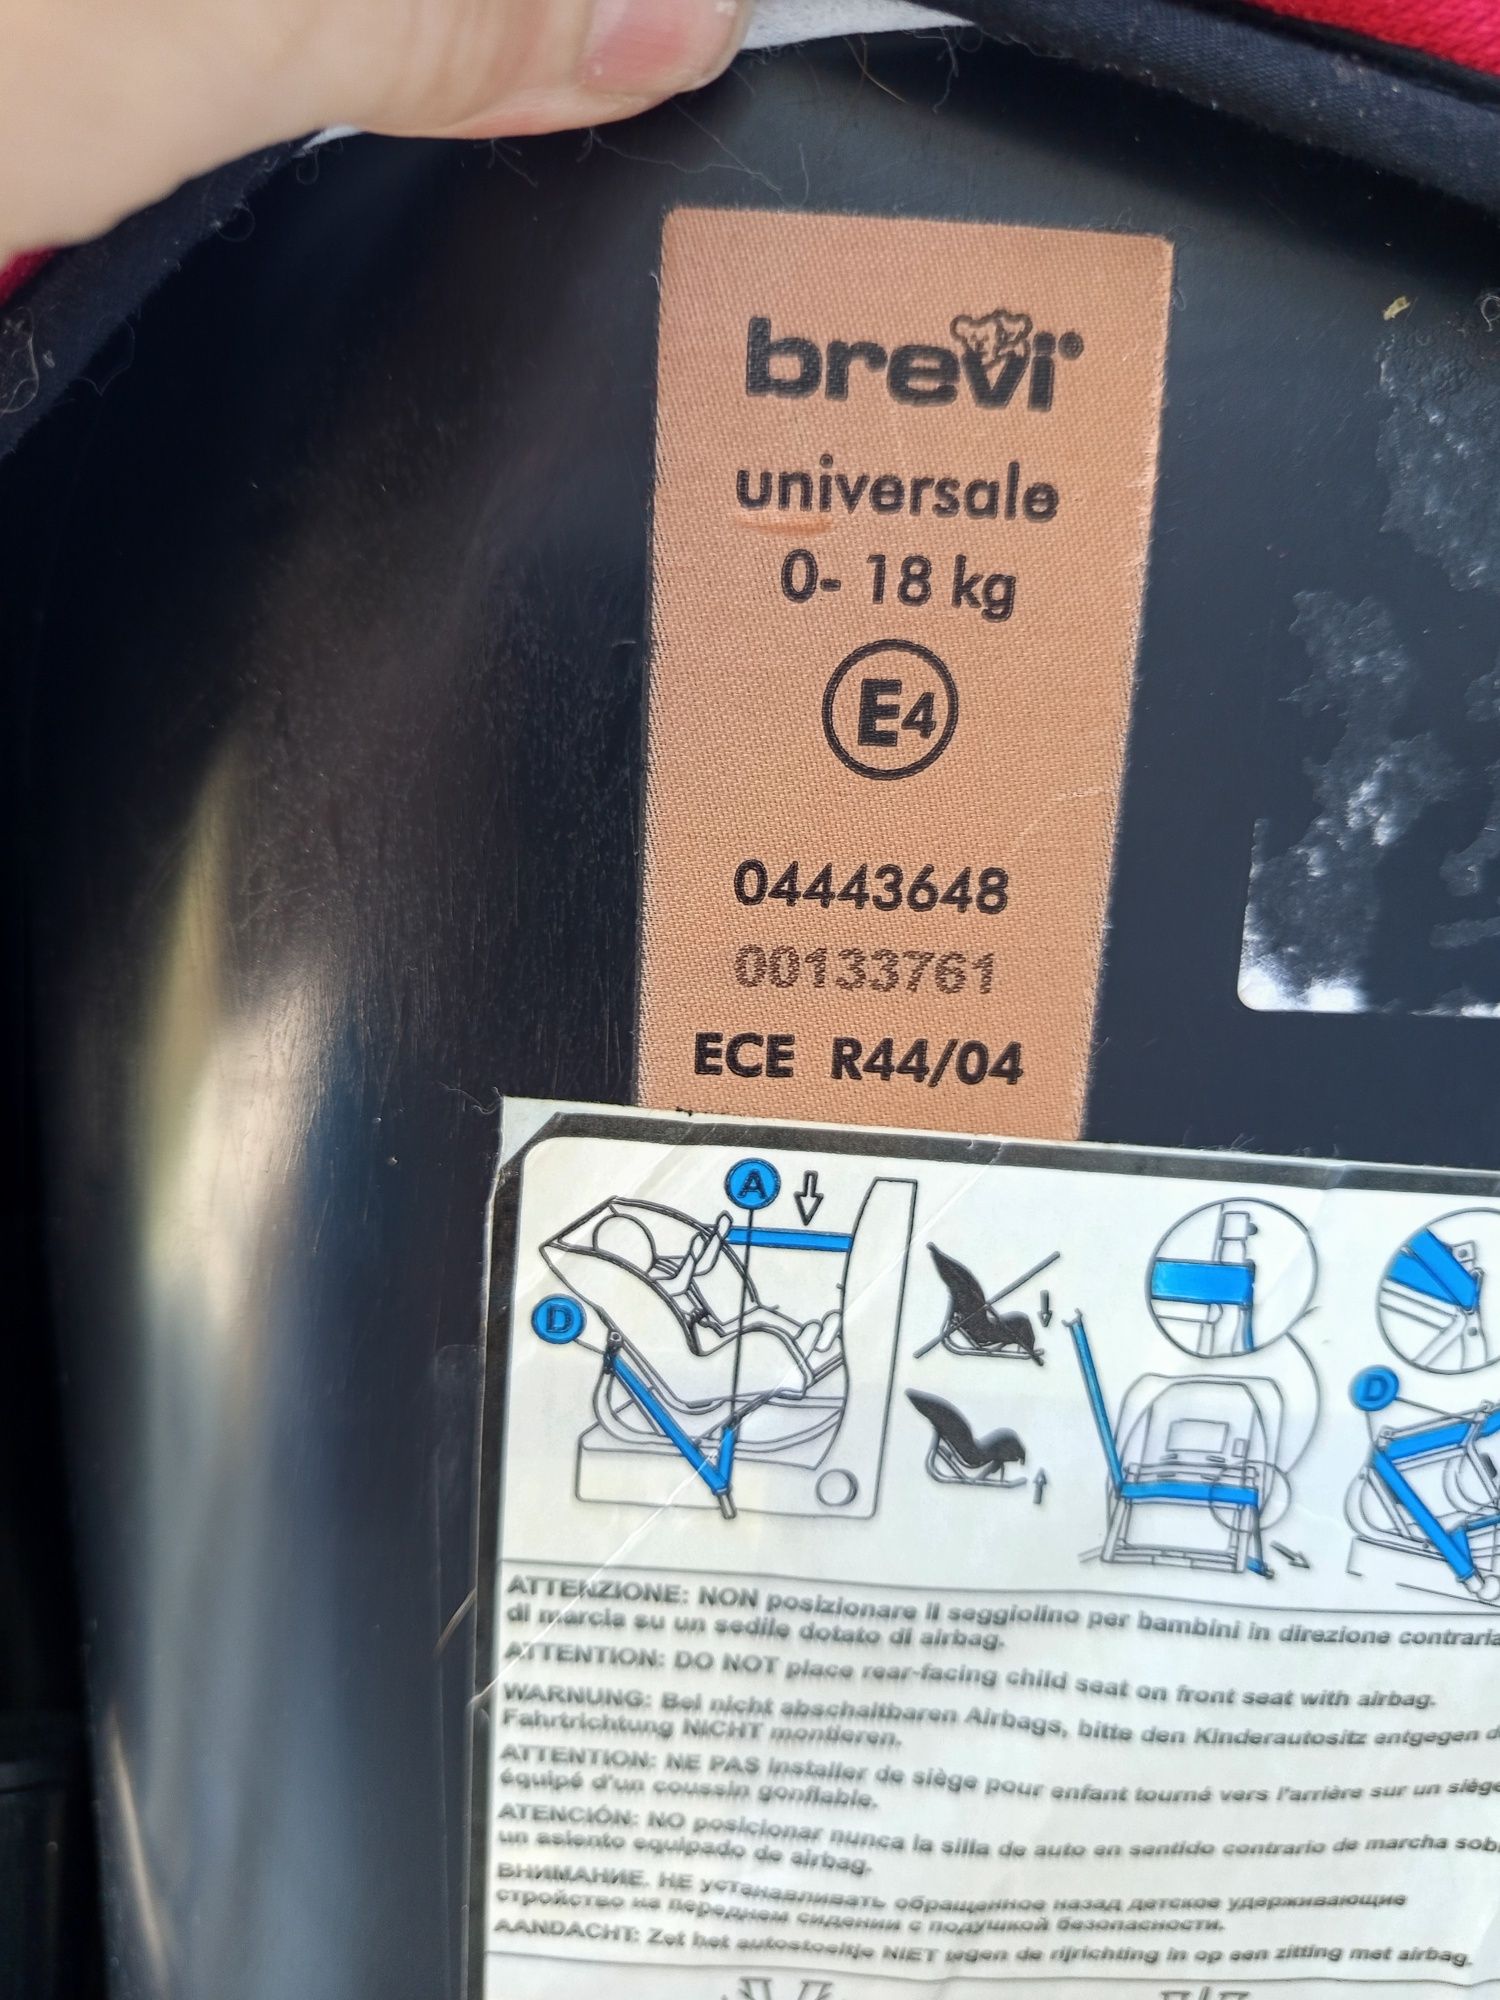 brevi®
universale
0- 18 kg
E4
04443648
00133761
ECE R44/04
A
D
D
ATTENZIONE: NON posizionare il seggiolino per bambini in direzione contraria
di marcia su un sedile dotato di airbag.
ATTENTION: DO NOT place rear-facing child seat on front seat with airbag.
WARNUNG: Bei nicht abschaltbaren Airbags, bitte den Kinderautositz entgegen
Fahrtrichtung NICHT montieren.
ATTENTION: NE PAS installer de siège pour enfant tourné vers l'arrière sur un siège
équipé d'un coussin gonflable.
ATENCIÓN: NO posicionar nunca la silla de auto en sentido contrario de marcha sob
un asiento equipado de airbag.
ВНИМАНИЕ. НЕ устанавливать обращенное назад детское удерживающие
стройство на переднем сидении с подушкой безопасности.
AANDACHT: Zet het autostoeltje NIET tegen de rijrichting in op een zitting met airbag.